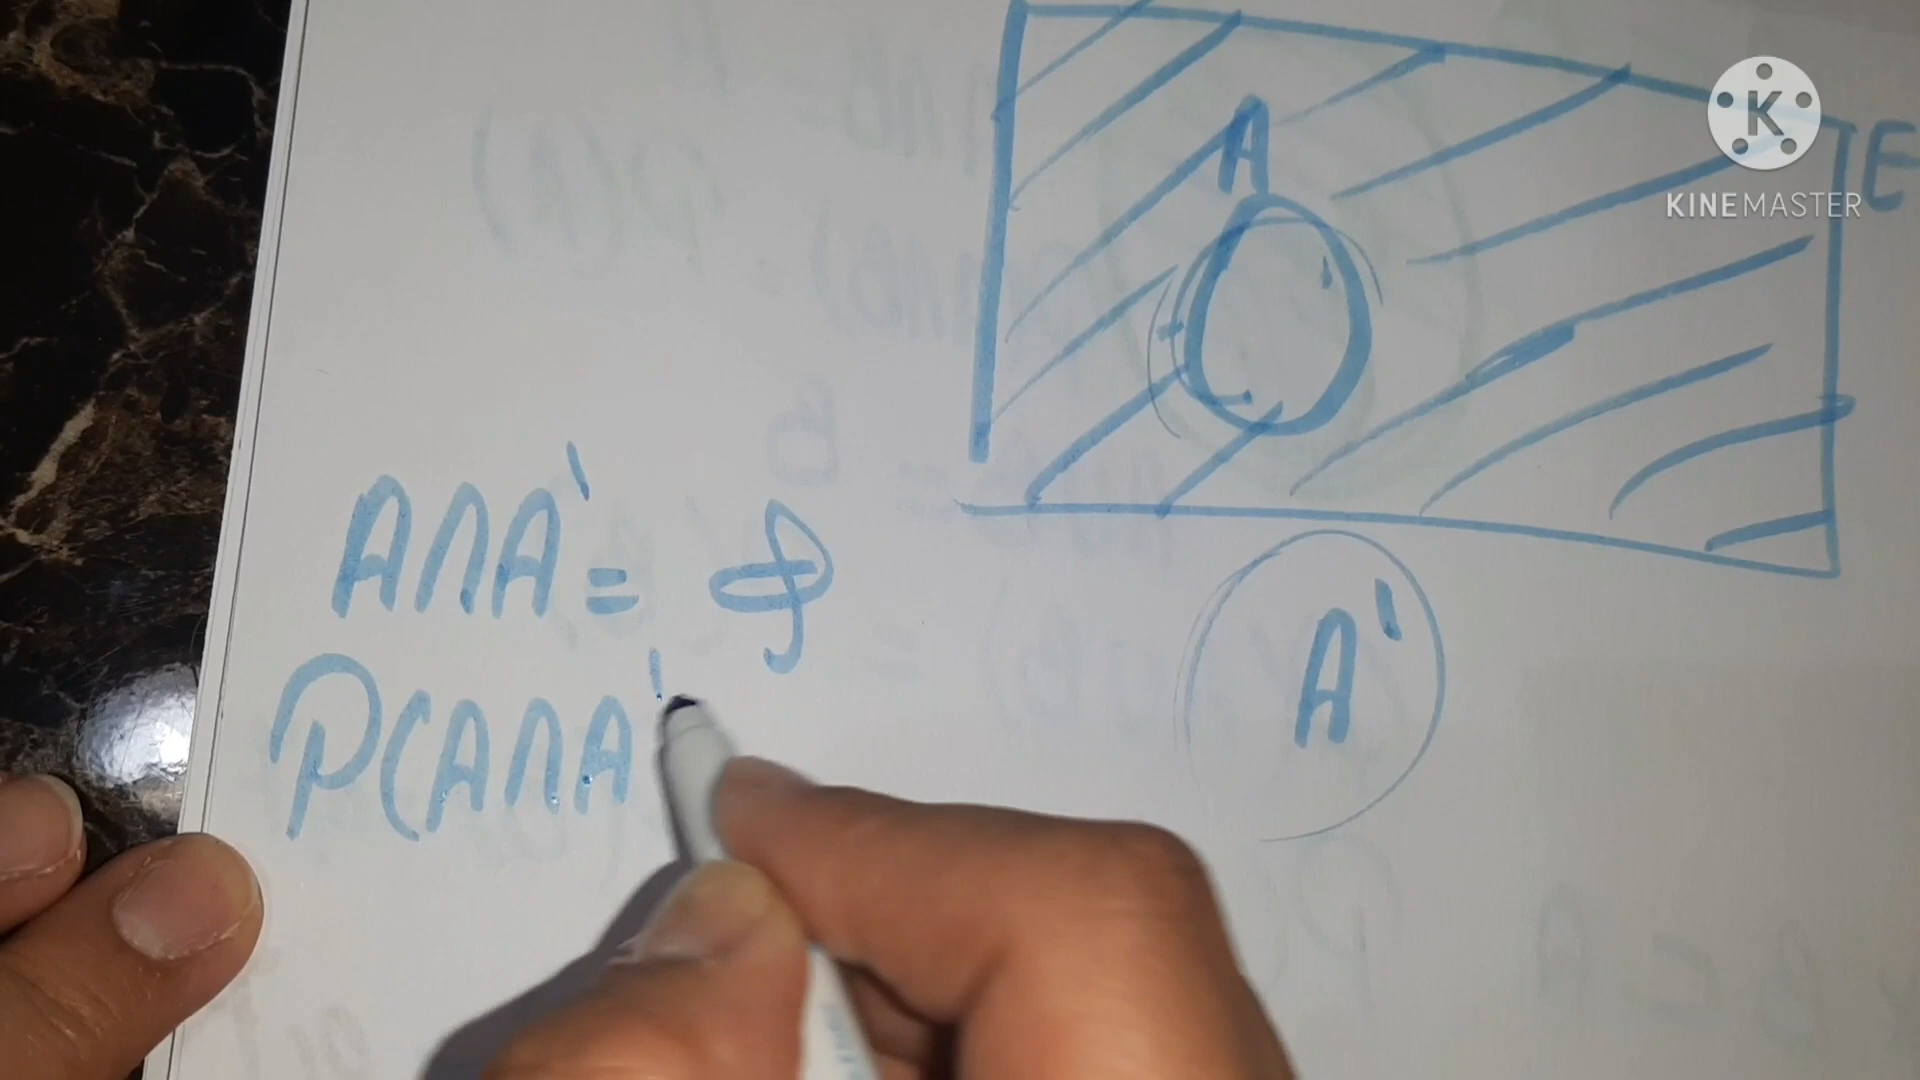 A
E
K
KINEMASTER
A∩A' = φ
A'
P(A∩A'